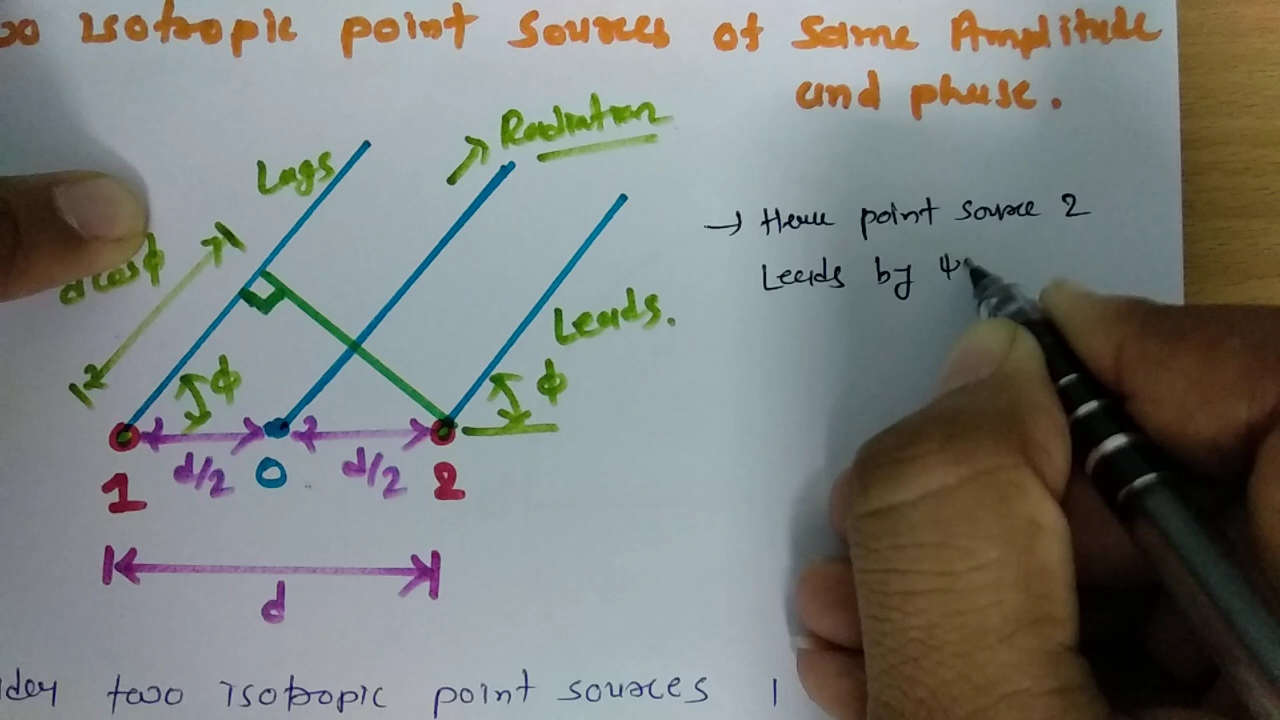 isotropic point sources of same Amplitude
and phase.
Radiation
Lags
→ Here point source 2
Leads by ψ
d cos ϕ
Leads.
ϕ
ϕ
d/2
0
d/2
1
2
d
two isotropic point sources 1